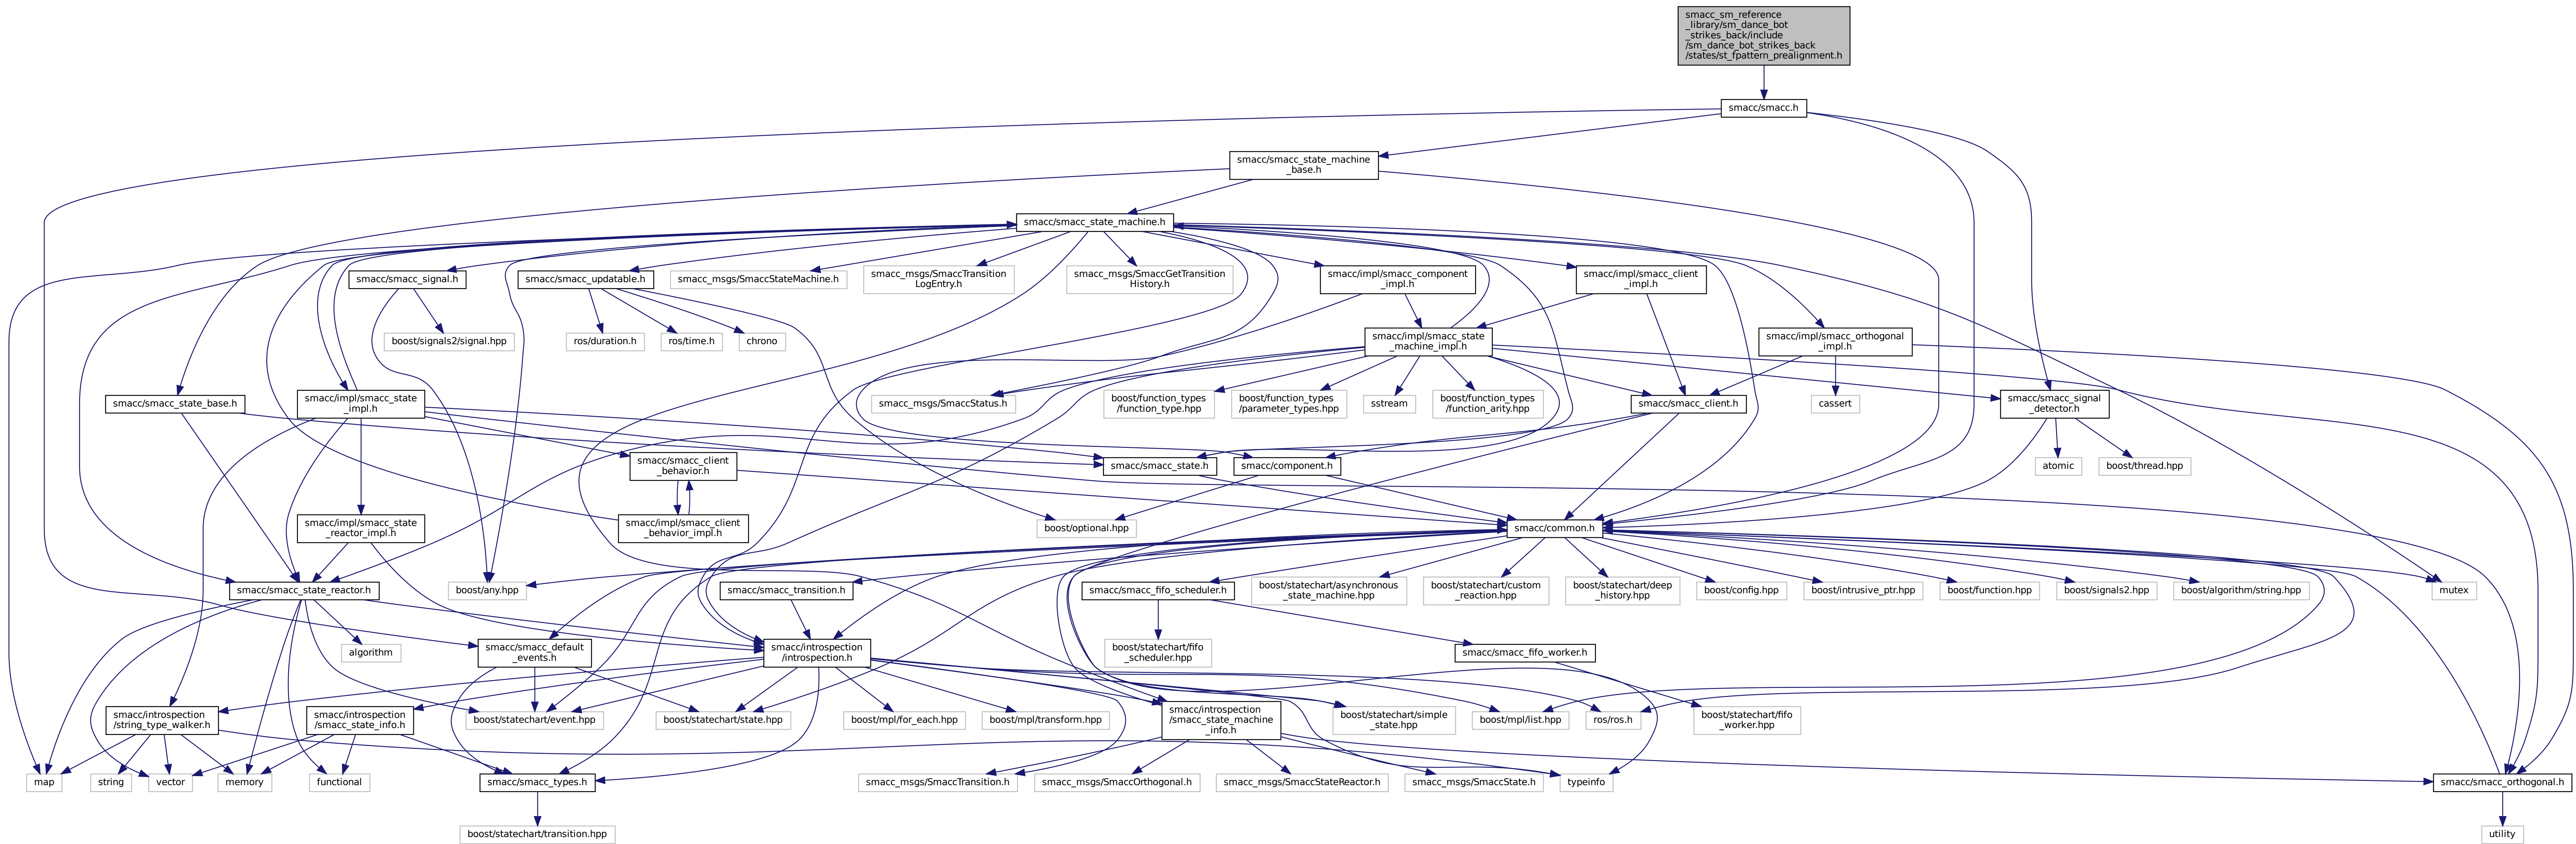 smacc_sm_reference
_library/sm_dance_bot
_strikes_back/include
/sm_dance_bot_strikes_back
/states/st_fpattern_prealignment.h
smacc/smacc.h
smacc/smacc_state_machine
_base.h
smacc/smacc_state_machine.h
smacc/smacc_signal.h
smacc/smacc_updatable.h
smacc_msgs/SmaccStateMachine.h
smacc_msgs/SmaccTransition
LogEntry.h
smacc_msgs/SmaccGetTransition
History.h
smacc/impl/smacc_component
_impl.h
smacc/impl/smacc_client
_impl.h
boost/signals2/signal.hpp
ros/duration.h
ros/time.h
chrono
smacc/impl/smacc_state
_machine_impl.h
smacc/impl/smacc_orthogonal
_impl.h
smacc/smacc_state_base.h
smacc/impl/smacc_state
_impl.h
smacc_msgs/SmaccStatus.h
boost/function_types
/function_type.hpp
boost/function_types
/parameter_types.hpp
sstream
boost/function_types
/function_arity.hpp
smacc/smacc_client.h
cassert
smacc/smacc_signal
_detector.h
smacc/smacc_client
_behavior.h
smacc/smacc_state.h
smacc/component.h
atomic
boost/thread.hpp
smacc/impl/smacc_state
_reactor_impl.h
smacc/impl/smacc_client
_behavior_impl.h
boost/optional.hpp
smacc/common.h
smacc/smacc_state_reactor.h
boost/any.hpp
smacc/smacc_transition.h
smacc/smacc_fifo_scheduler.h
boost/statechart/asynchronous
_state_machine.hpp
boost/statechart/custom
_reaction.hpp
boost/statechart/deep
_history.hpp
boost/config.hpp
boost/intrusive_ptr.hpp
boost/function.hpp
boost/signals2.hpp
boost/algorithm/string.hpp
mutex
algorithm
smacc/smacc_default
_events.h
smacc/introspection
/introspection.h
boost/statechart/fifo
_scheduler.hpp
smacc/smacc_fifo_worker.h
smacc/introspection
/string_type_walker.h
smacc/introspection
/smacc_state_info.h
boost/statechart/event.hpp
boost/statechart/state.hpp
boost/mpl/for_each.hpp
boost/mpl/transform.hpp
smacc/introspection
/smacc_state_machine
_info.h
boost/statechart/simple
_state.hpp
boost/mpl/list.hpp
ros/ros.h
boost/statechart/fifo
_worker.hpp
map
string
vector
memory
functional
smacc/smacc_types.h
smacc_msgs/SmaccTransition.h
smacc_msgs/SmaccOrthogonal.h
smacc_msgs/SmaccStateReactor.h
smacc_msgs/SmaccState.h
typeinfo
smacc/smacc_orthogonal.h
boost/statechart/transition.hpp
utility